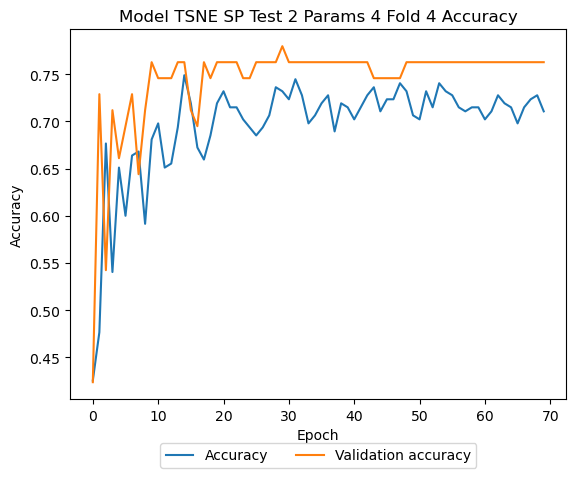 Model TSNE SP Test 2 Params 4 Fold 4 Accuracy
Accuracy
0.75
0.70
0.65
0.60
0.55
0.50
0.45
0 10 20 30 40 50 60 70
Epoch
Accuracy Validation accuracy